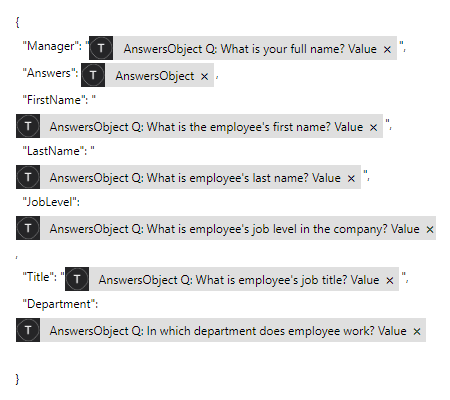 {
"Manager": " T AnswersObject Q: What is your full name? Value × ",
"Answers": T AnswersObject × ,
"FirstName": "
T AnswersObject Q: What is the employee's first name? Value × ",
"LastName": "
T AnswersObject Q: What is employee's last name? Value × ",
"JobLevel":
T AnswersObject Q: What is employee's job level in the company? Value ×
,
"Title": " T AnswersObject Q: What is employee's job title? Value × ",
"Department":
T AnswersObject Q: In which department does employee work? Value ×
}